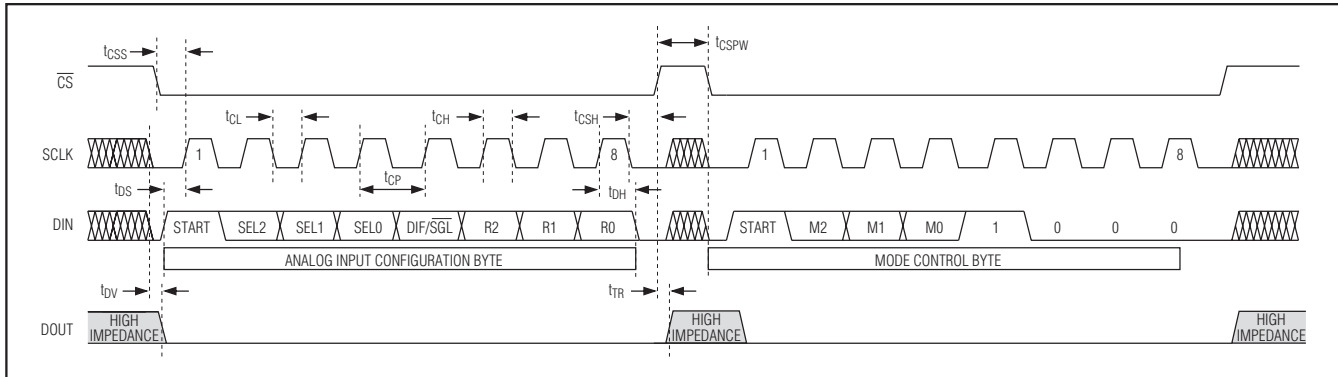 tCSS
tCSPW
CS
tCL
tCH
tCSH
SCLK
1
8
1
8
tDS
tCP
tDH
DIN
START SEL2 SEL1 SEL0 DIF/SGL R2 R1 R0
START M2 M1 M0 1 0 0 0
ANALOG INPUT CONFIGURATION BYTE
MODE CONTROL BYTE
tDV
tTR
DOUT
HIGH
IMPEDANCE
HIGH
IMPEDANCE
HIGH
IMPEDANCE